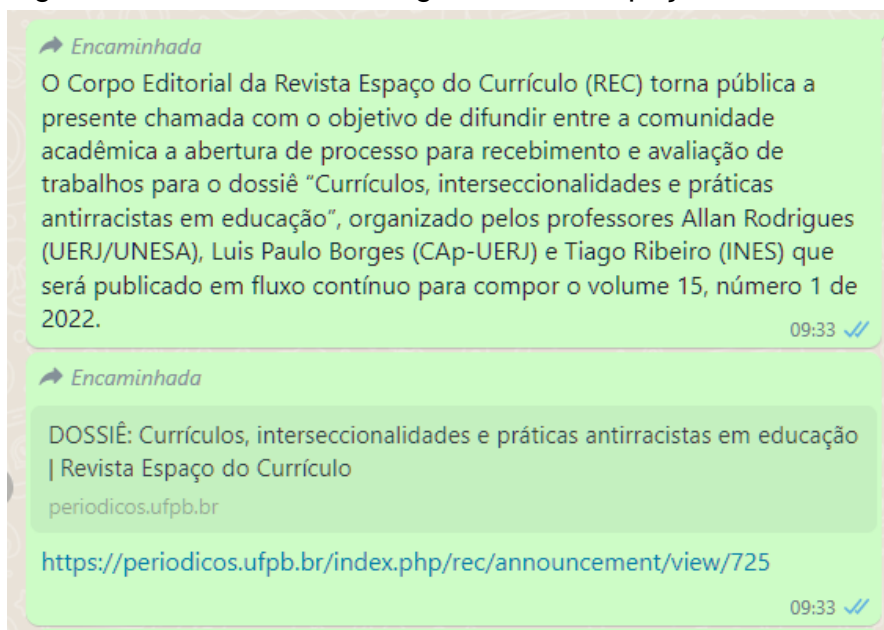 Encaminhada
O Corpo Editorial da Revista Espaço do Currículo (REC) torna pública a
presente chamada com o objetivo de difundir entre a comunidade
acadêmica a abertura de processo para recebimento e avaliação de
trabalhos para o dossiê “Currículos, interseccionalidades e práticas
antirracistas em educação”, organizado pelos professores Allan Rodrigues
(UERJ/UNESA), Luis Paulo Borges (CAp-UERJ) e Tiago Ribeiro (INES) que
será publicado em fluxo contínuo para compor o volume 15, número 1 de
2022.
09:33
Encaminhada
DOSSIÊ: Currículos, interseccionalidades e práticas antirracistas em educação
| Revista Espaço do Currículo
periodicos.ufpb.br
https://periodicos.ufpb.br/index.php/rec/announcement/view/725
09:33